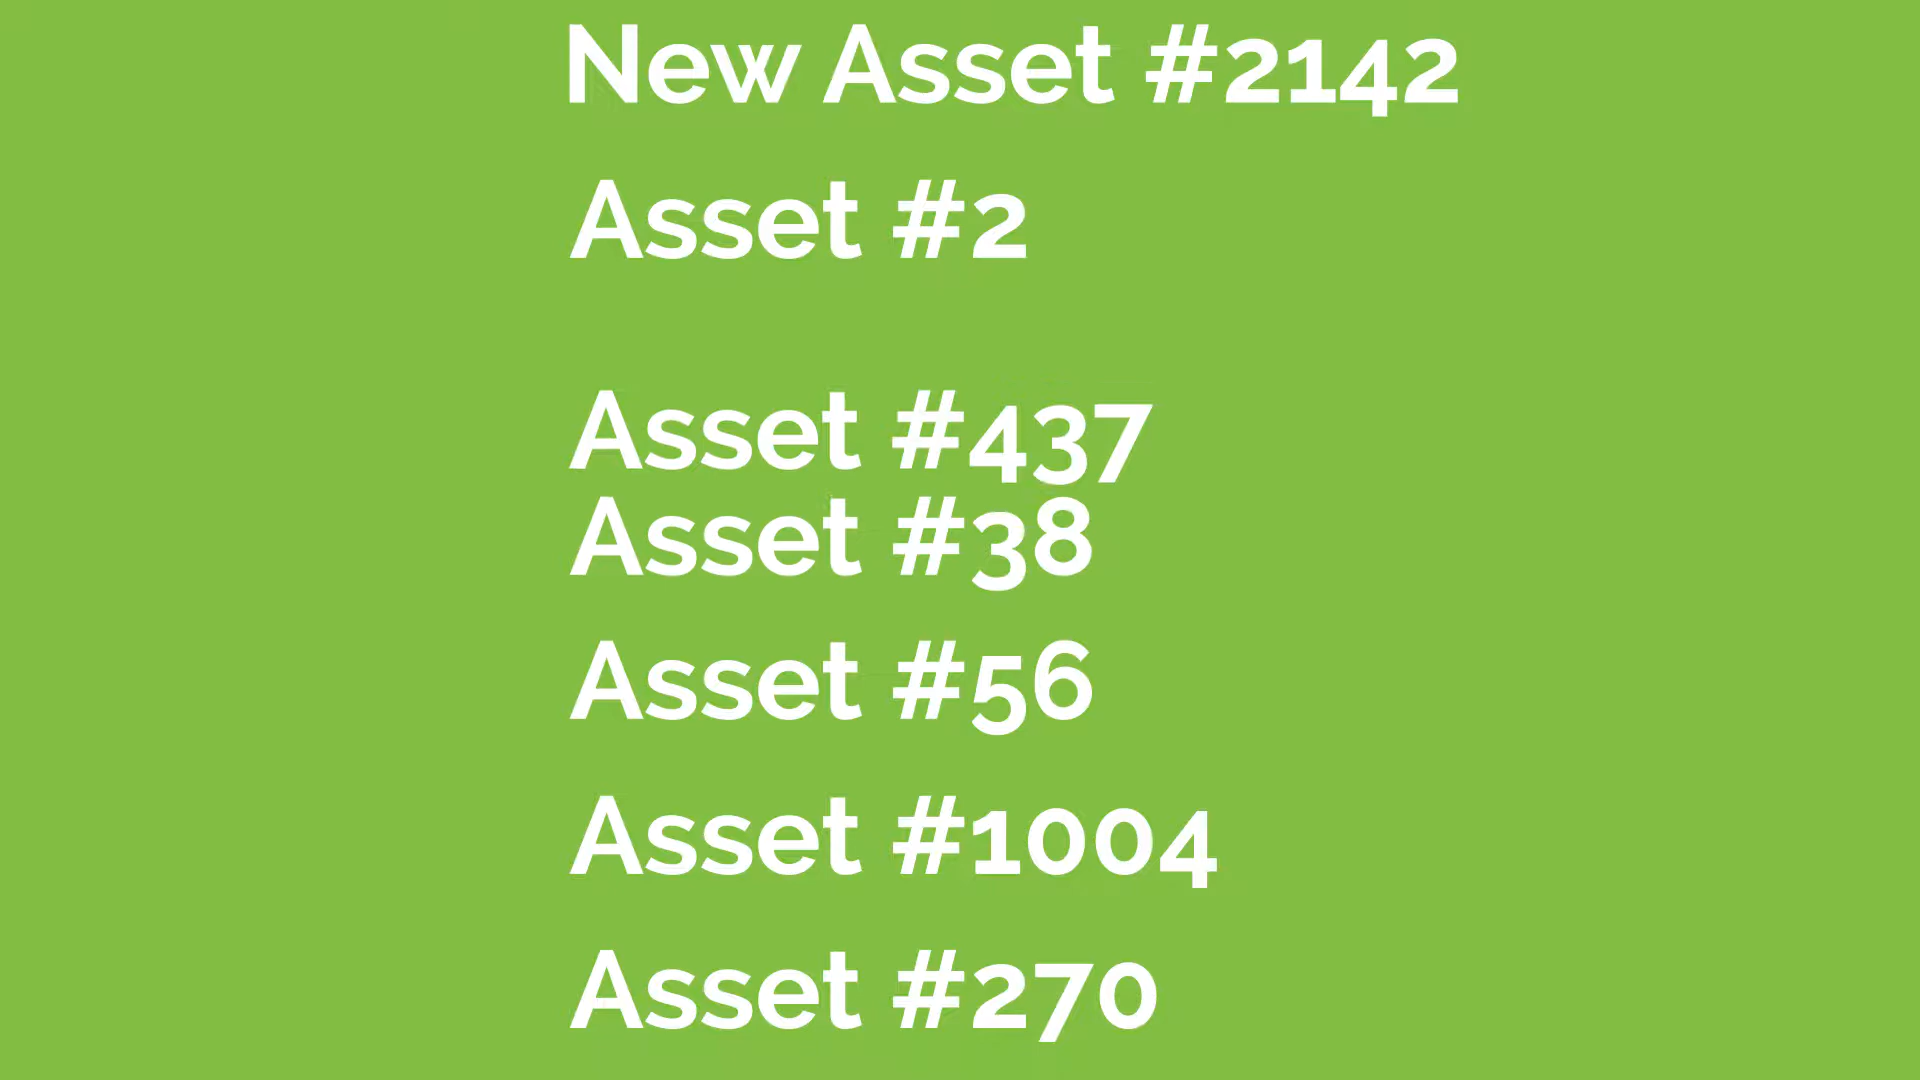 New Asset #2142
Asset #2
Asset #437
Asset #38
Asset #56
Asset #1004
Asset #270